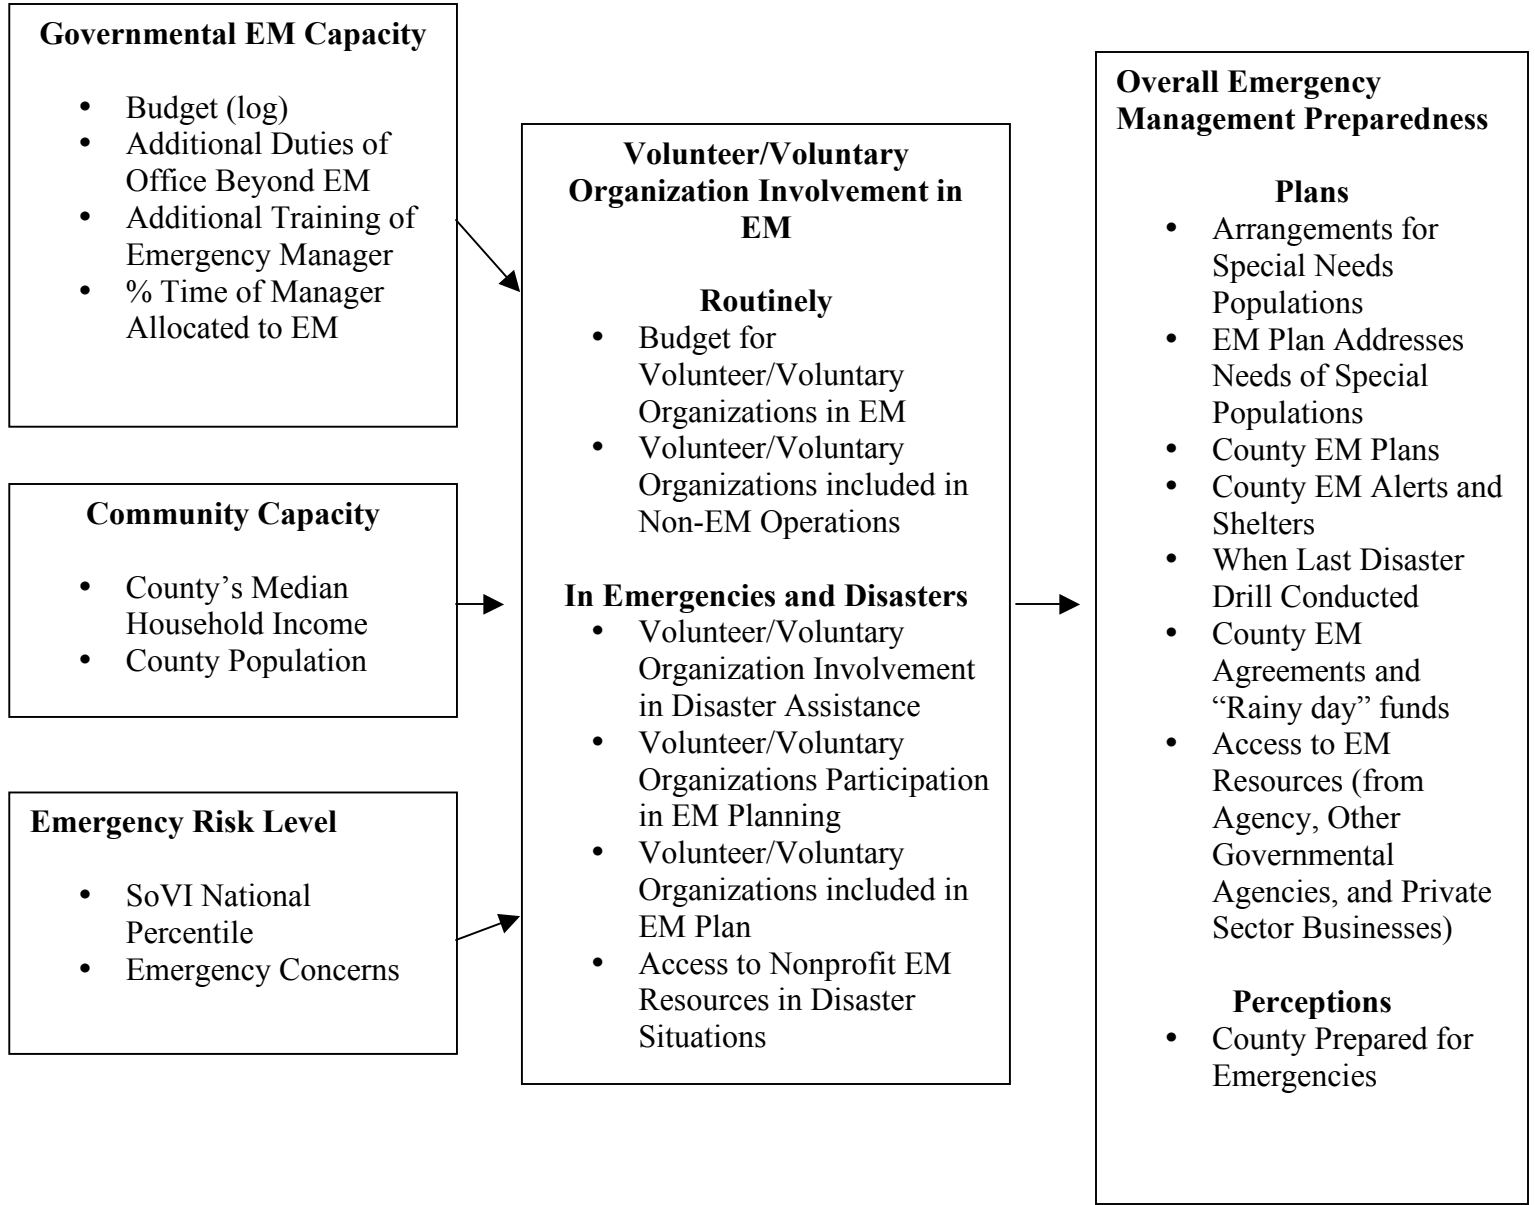 Governmental EM Capacity
• Budget (log)
• Additional Duties of
Office Beyond EM
• Additional Training of
Emergency Manager
• % Time of Manager
Allocated to EM
Community Capacity
• County’s Median
Household Income
• County Population
Emergency Risk Level
• SoVI National
Percentile
• Emergency Concerns
Volunteer/Voluntary
Organization Involvement in
EM
Routinely
• Budget for
Volunteer/Voluntary
Organizations in EM
• Volunteer/Voluntary
Organizations included in
Non-EM Operations
In Emergencies and Disasters
• Volunteer/Voluntary
Organization Involvement
in Disaster Assistance
• Volunteer/Voluntary
Organizations Participation
in EM Planning
• Volunteer/Voluntary
Organizations included in
EM Plan
• Access to Nonprofit EM
Resources in Disaster
Situations
Overall Emergency
Management Preparedness
Plans
• Arrangements for
Special Needs
Populations
• EM Plan Addresses
Needs of Special
Populations
• County EM Plans
• County EM Alerts and
Shelters
• When Last Disaster
Drill Conducted
• County EM
Agreements and
“Rainy day” funds
• Access to EM
Resources (from
Agency, Other
Governmental
Agencies, and Private
Sector Businesses)
Perceptions
• County Prepared for
Emergencies